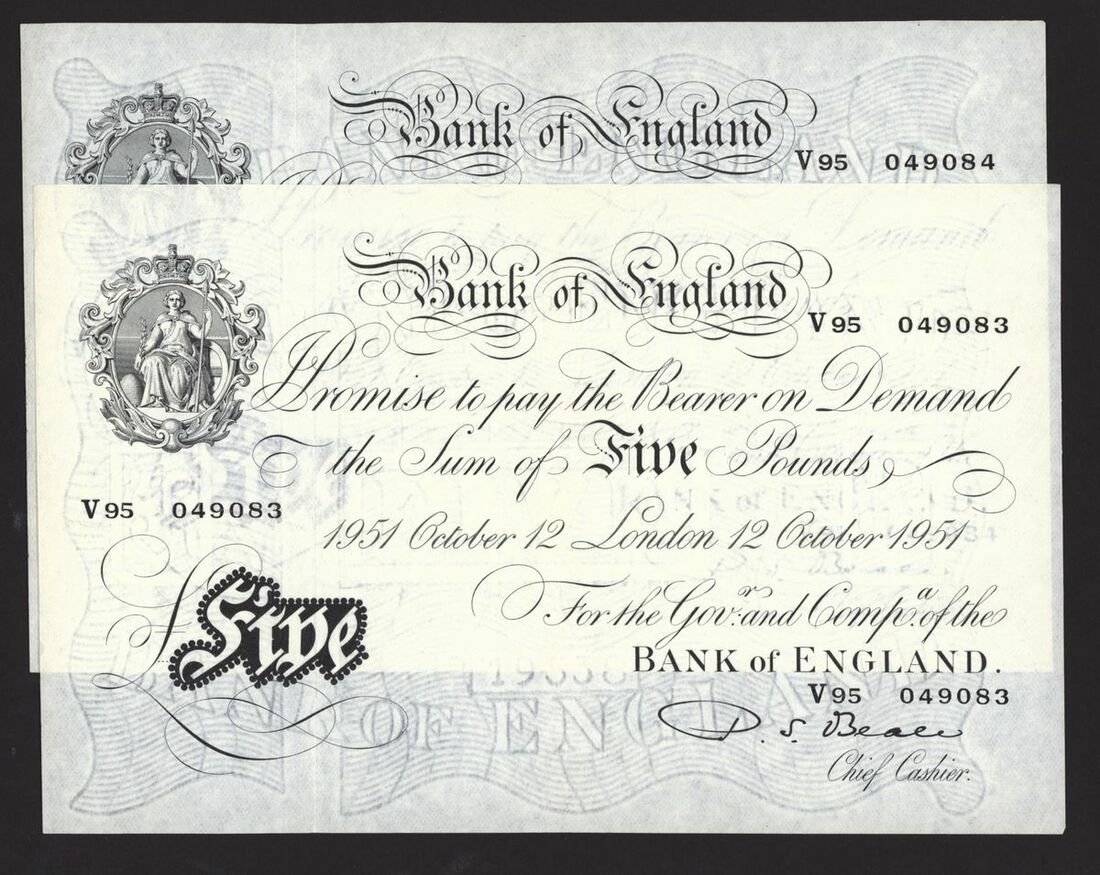 Bank of England
V95 049084
Bank of England
V95 049083
I Promise to pay the Bearer on Demand
the Sum of Five Pounds
V95 049083
1951 October 12 London 12 October 1951
For the Govr. and Compa. of the
£Five
BANK of ENGLAND.
V95 049083
D. S. Beale
Chief Cashier.
OF ENGLAN